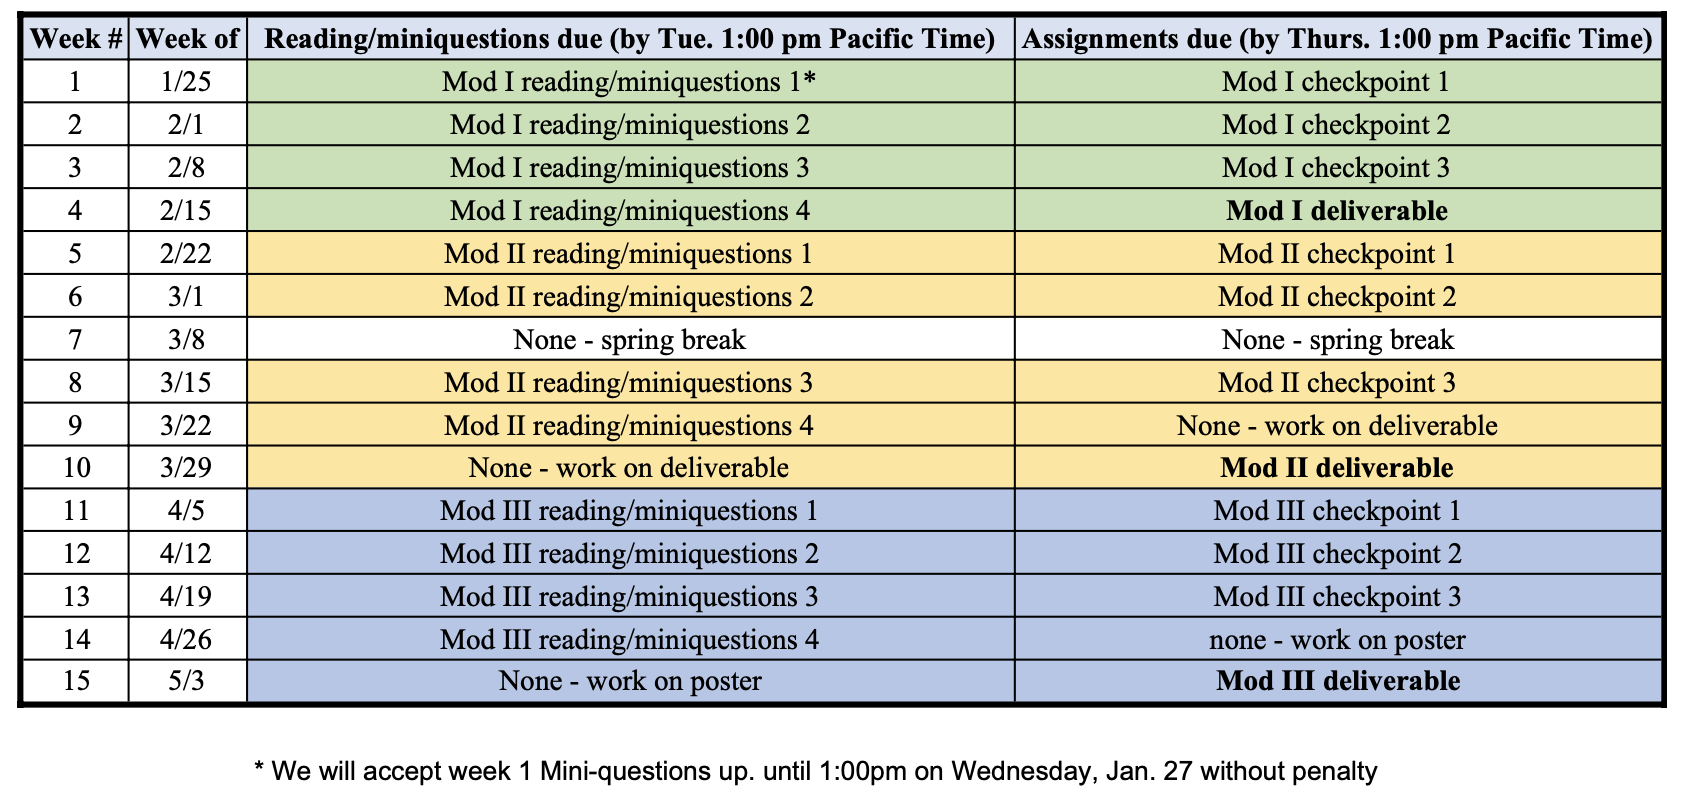 Week # Week of Reading/miniquestions due (by Tue. 1:00 pm Pacific Time) Assignments due (by Thurs. 1:00 pm Pacific Time)
1 1/25 Mod I reading/miniquestions 1* Mod I checkpoint 1
2 2/1 Mod I reading/miniquestions 2 Mod I checkpoint 2
3 2/8 Mod I reading/miniquestions 3 Mod I checkpoint 3
4 2/15 Mod I reading/miniquestions 4 Mod I deliverable
5 2/22 Mod II reading/miniquestions 1 Mod II checkpoint 1
6 3/1 Mod II reading/miniquestions 2 Mod II checkpoint 2
7 3/8 None - spring break None - spring break
8 3/15 Mod II reading/miniquestions 3 Mod II checkpoint 3
9 3/22 Mod II reading/miniquestions 4 None - work on deliverable
10 3/29 None - work on deliverable Mod II deliverable
11 4/5 Mod III reading/miniquestions 1 Mod III checkpoint 1
12 4/12 Mod III reading/miniquestions 2 Mod III checkpoint 2
13 4/19 Mod III reading/miniquestions 3 Mod III checkpoint 3
14 4/26 Mod III reading/miniquestions 4 none - work on poster
15 5/3 None - work on poster Mod III deliverable
* We will accept week 1 Mini-questions up. until 1:00pm on Wednesday, Jan. 27 without penalty